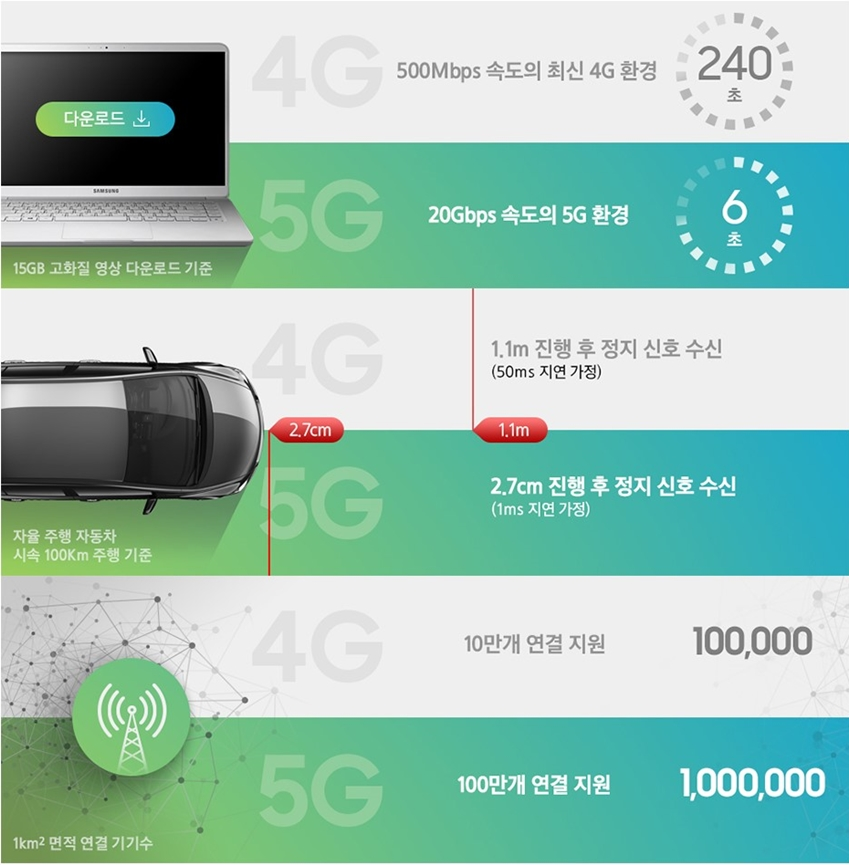 4G
500Mbps 속도의 최신 4G 환경
240
초
다운로드
SAMSUNG
5G
20Gbps 속도의 5G 환경
6
초
15GB 고화질 영상 다운로드 기준
4G
1.1m 진행 후 정지 신호 수신
(50ms 지연 가정)
2.7cm
1.1m
5G
2.7cm 진행 후 정지 신호 수신
(1ms 지연 가정)
자율 주행 자동차
시속 100Km 주행 기준
4G
10만개 연결 지원
100,000
5G
100만개 연결 지원
1,000,000
1km² 면적 연결 기기수